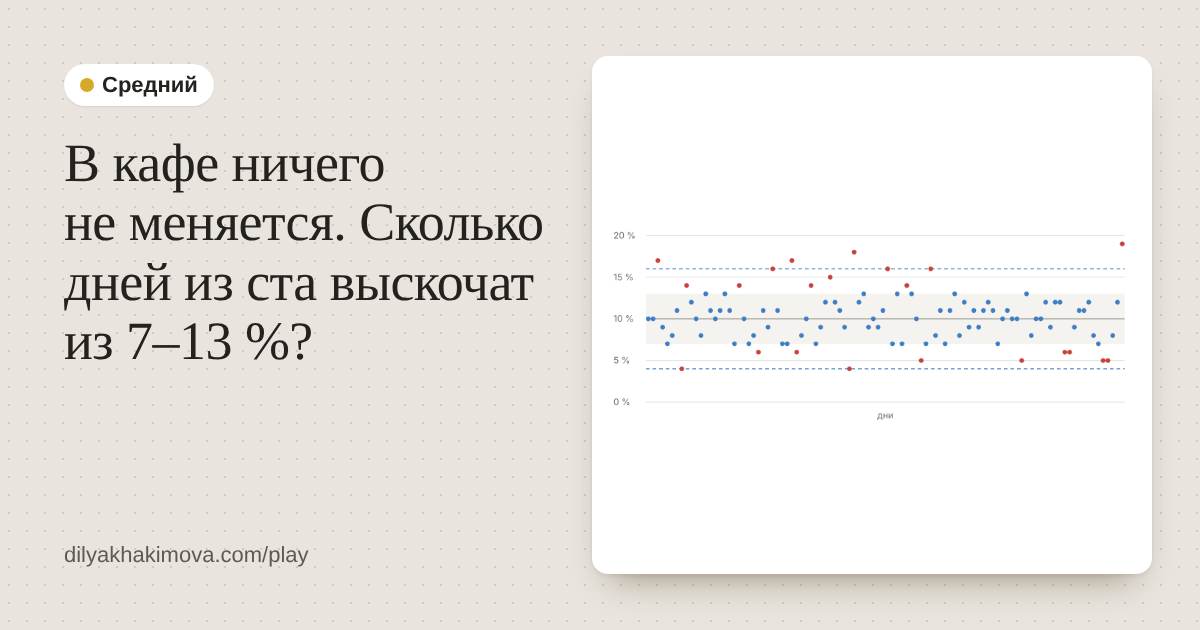 Средний
В кафе ничего
не меняется. Сколько
дней из ста выскочат
из 7–13 %?
dilyakhakimova.com/play
20 %
15 %
10 %
5 %
0 %
дни